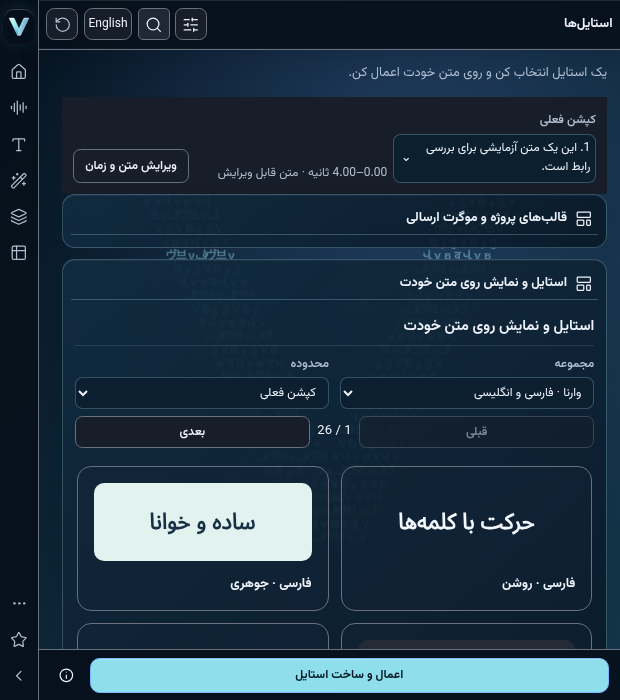 استایل‌ها
English
یک استایل انتخاب کن و روی متن خودت اعمال کن.
کپشن فعلی
1. این یک متن آزمایشی برای بررسی
رابط است.
0.00–4.00 ثانیه · متن قابل ویرایش
ویرایش متن و زمان
قالب‌های پروژه و موگرت ارسالی
استایل و نمایش روی متن خودت
استایل و نمایش روی متن خودت
مجموعه
محدوده
وارنا · فارسی و انگلیسی
کپشن فعلی
قبلی
1 / 26
بعدی
حرکت با کلمه‌ها
ساده و خوانا
فارسی · روشن
فارسی · جوهری
اعمال و ساخت استایل